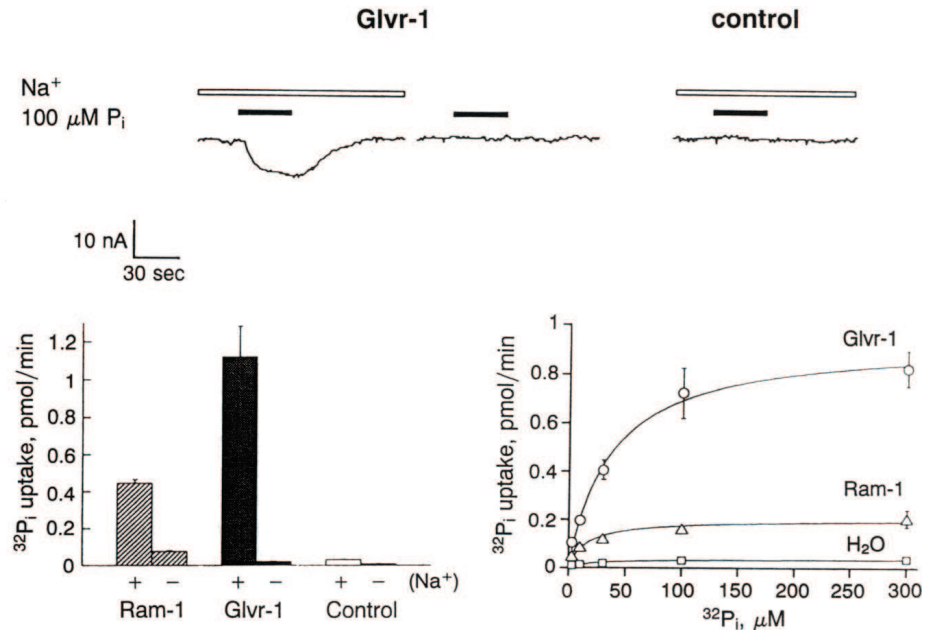 Glvr-1 control
Na⁺
100 μM Pᵢ
10 nA
30 sec
³²Pᵢ uptake, pmol/min
1.2
1
0.8
0.6
0.4
0.2
0
+ − + − + − (Na⁺)
Ram-1 Glvr-1 Control
³²Pᵢ uptake, pmol/min
1
0.8
0.6
0.4
0.2
0
Glvr-1
Ram-1
H₂O
0 50 100 150 200 250 300
³²Pᵢ, μM